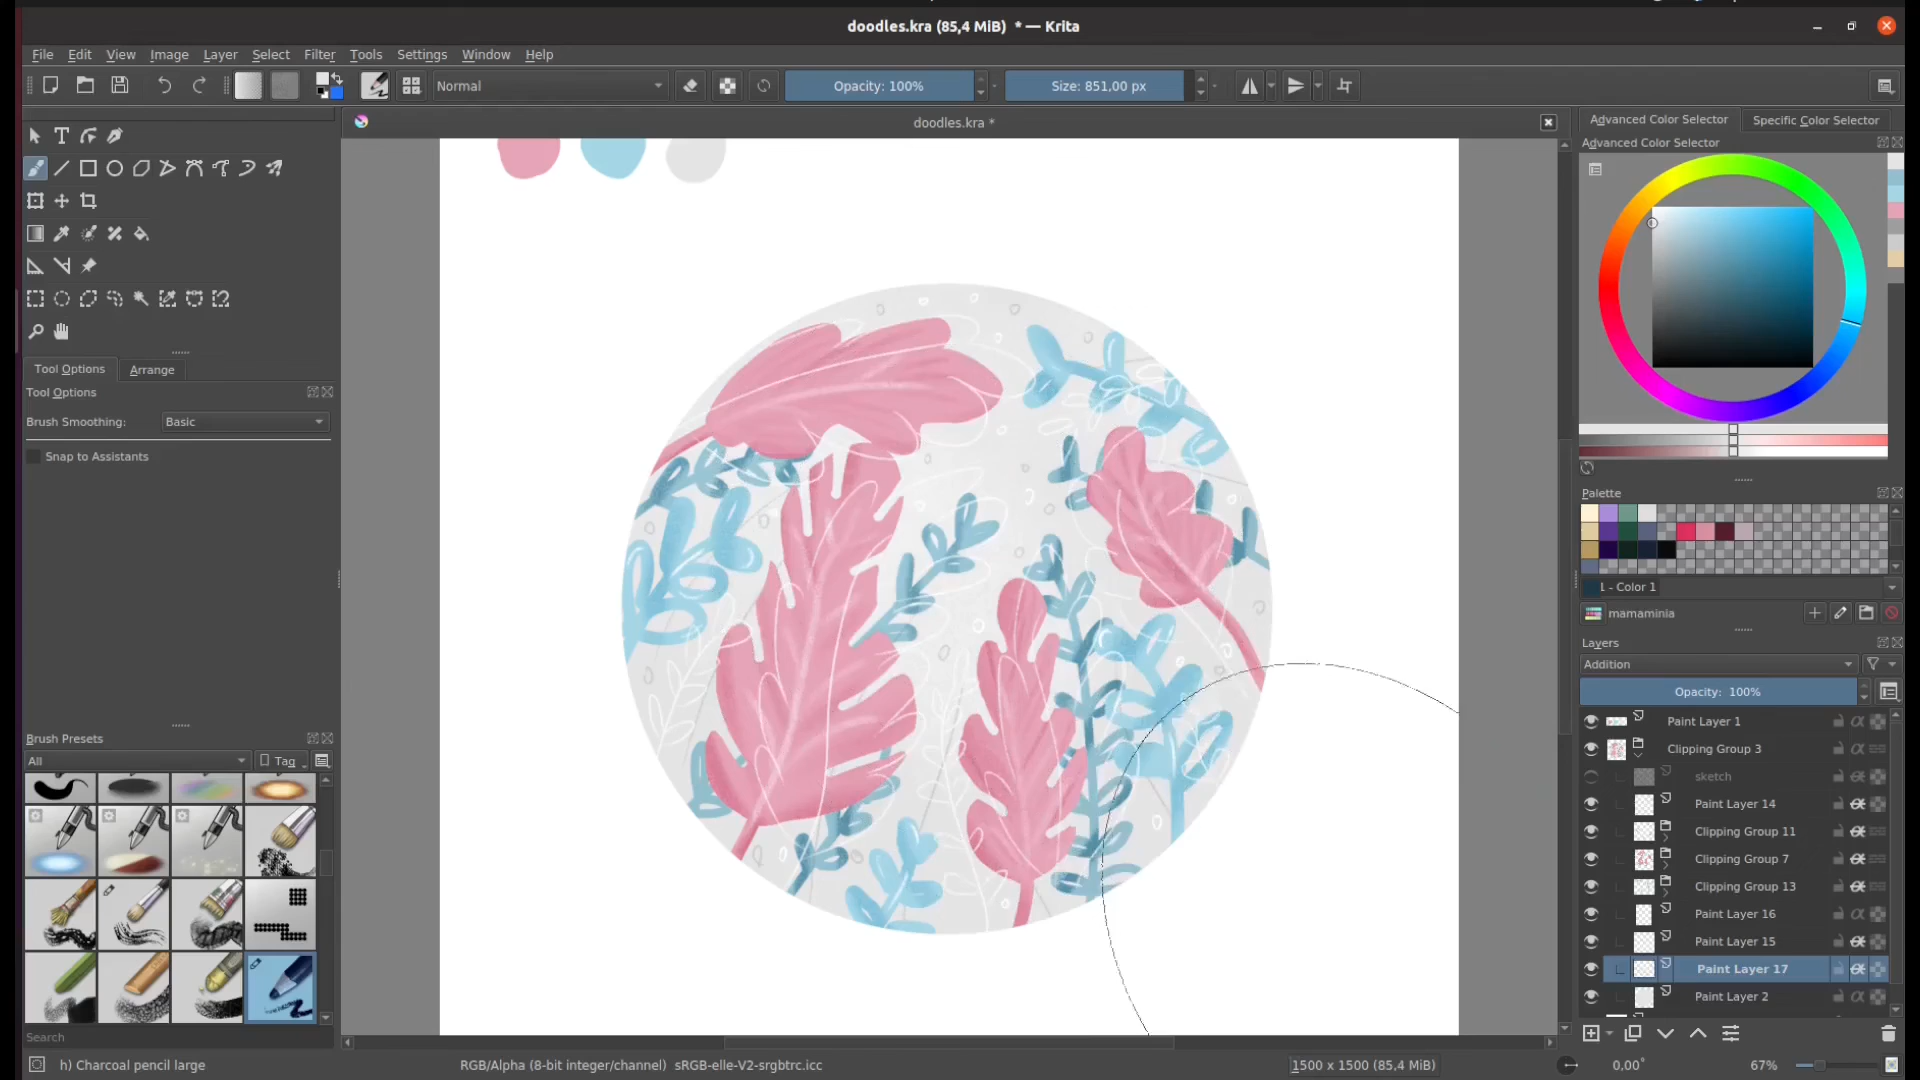 doodles.kra (85,4 MiB) * — Krita
File Edit View Image Layer Select Filter Tools Settings Window Help
Normal
Opacity: 100%
Size: 851,00 px
doodles.kra *
Advanced Color Selector
Specific Color Selector
Advanced Color Selector
Tool Options
Arrange
Tool Options
Brush Smoothing:
Basic
Snap to Assistants
Palette
1 - Color 1
mamaminia
Layers
Addition
Opacity: 100%
Paint Layer 1
Clipping Group 3
sketch
Paint Layer 14
Clipping Group 11
Clipping Group 7
Clipping Group 13
Paint Layer 16
Paint Layer 15
Paint Layer 17
Paint Layer 2
Brush Presets
All
Tag
Search
h) Charcoal pencil large
RGB/Alpha (8-bit integer/channel) sRGB-elle-V2-srgbtrc.icc
1500 x 1500 (85,4 MiB)
0,00°
67%